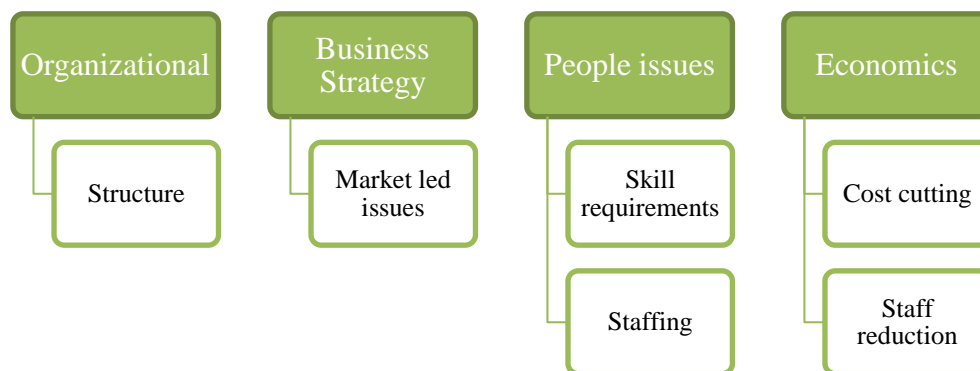 Organizational
Business
Strategy
People issues
Economics
Structure
Market led
issues
Skill
requirements
Cost cutting
Staffing
Staff
reduction